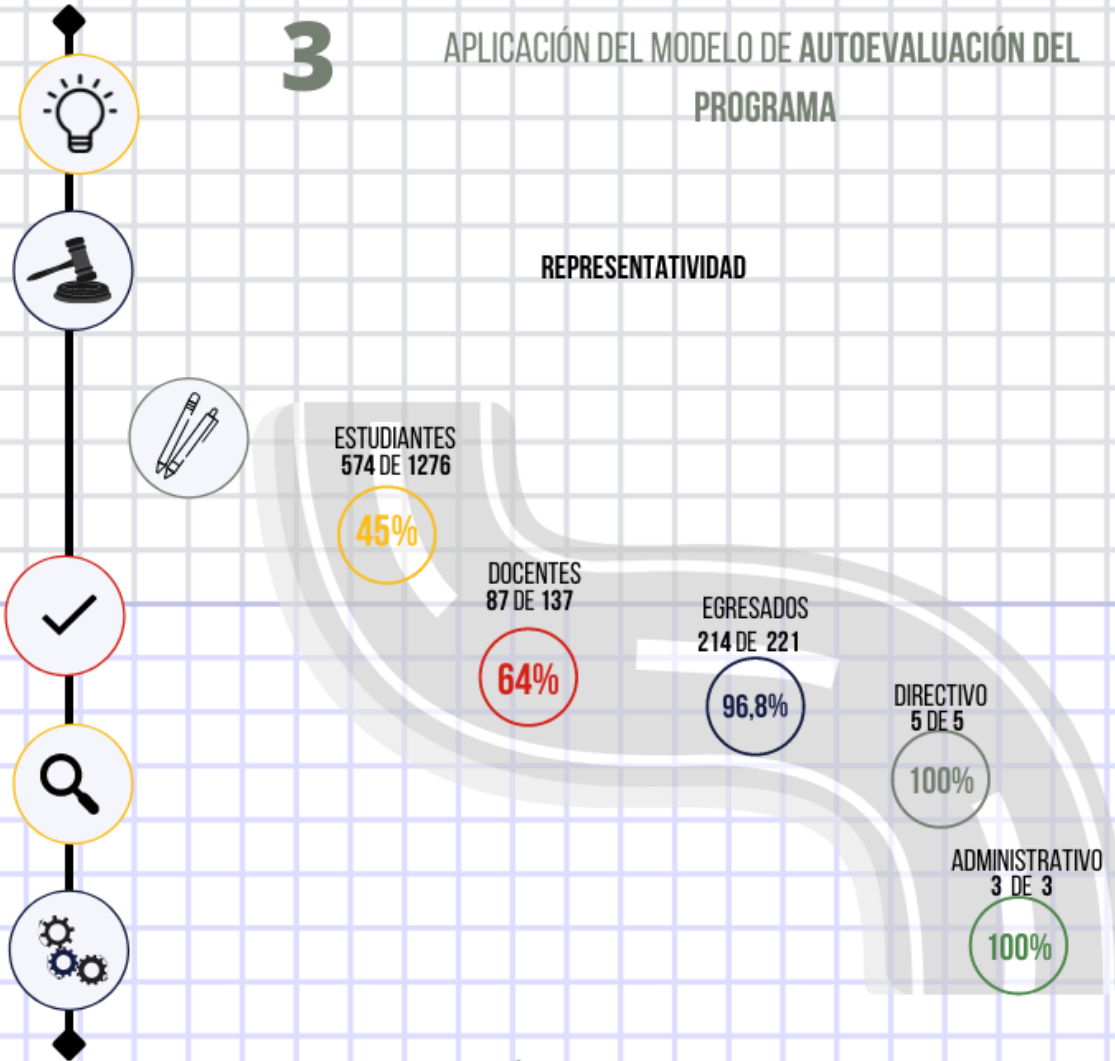 3
APLICACIÓN DEL MODELO DE AUTOEVALUACIÓN DEL
PROGRAMA
REPRESENTATIVIDAD
ESTUDIANTES
574 DE 1276
45%
DOCENTES
87 DE 137
64%
EGRESADOS
214 DE 221
96,8%
DIRECTIVO
5 DE 5
100%
ADMINISTRATIVO
3 DE 3
100%